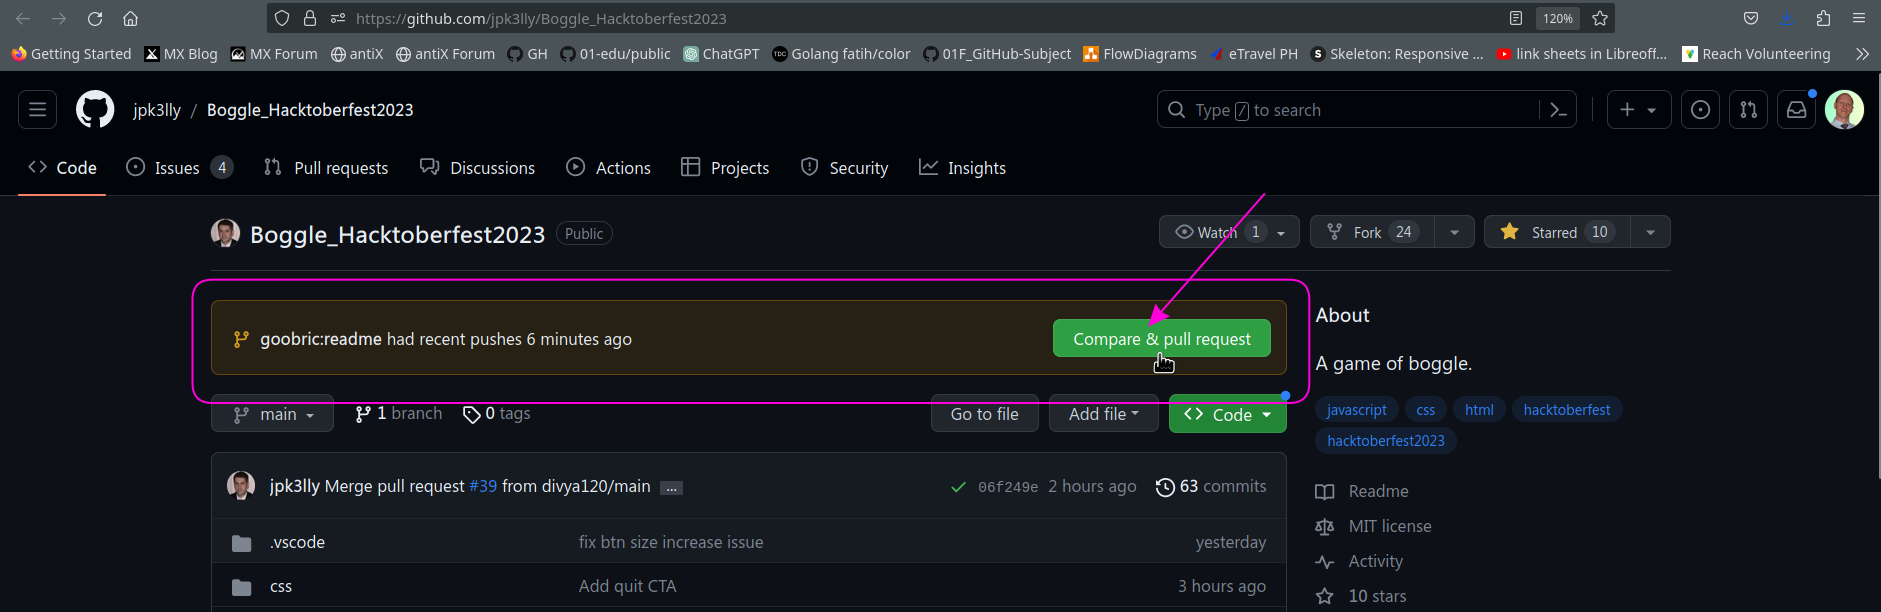 https://github.com/jpk3lly/Boggle_Hacktoberfest2023 120%
Getting Started MX Blog MX Forum antiX antiX Forum GH 01-edu/public ChatGPT TDC Golang fatih/color 01F_GitHub-Subject FlowDiagrams eTravel PH S Skeleton: Responsive ... link sheets in Libreoff... Reach Volunteering
jpk3lly / Boggle_Hacktoberfest2023 Type / to search
Code Issues 4 Pull requests Discussions Actions Projects Security Insights
Boggle_Hacktoberfest2023 Public Watch 1 Fork 24 Starred 10
goobric:readme had recent pushes 6 minutes ago Compare & pull request
About
A game of boggle.
main 1 branch 0 tags Go to file Add file Code
javascript css html hacktoberfest
hacktoberfest2023
jpk3lly Merge pull request #39 from divya120/main ... 06f249e 2 hours ago 63 commits
Readme
MIT license
.vscode fix btn size increase issue yesterday
Activity
css Add quit CTA 3 hours ago
10 stars